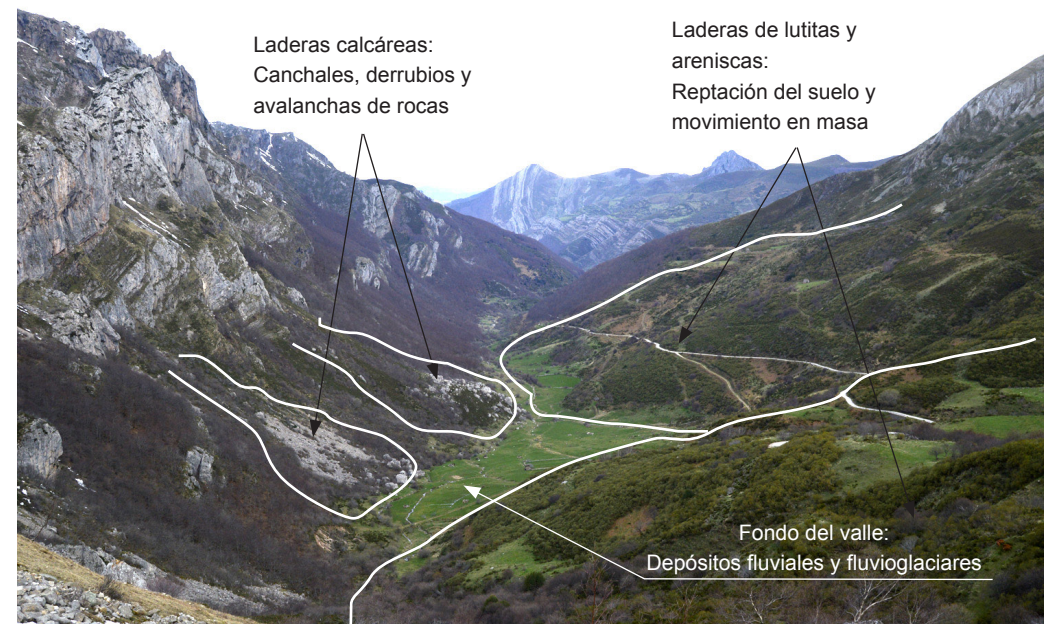 Laderas calcáreas:
Canchales, derrubios y
avalanchas de rocas
Laderas de lutitas y
areniscas:
Reptación del suelo y
movimiento en masa
Fondo del valle:
Depósitos fluviales y fluvioglaciares